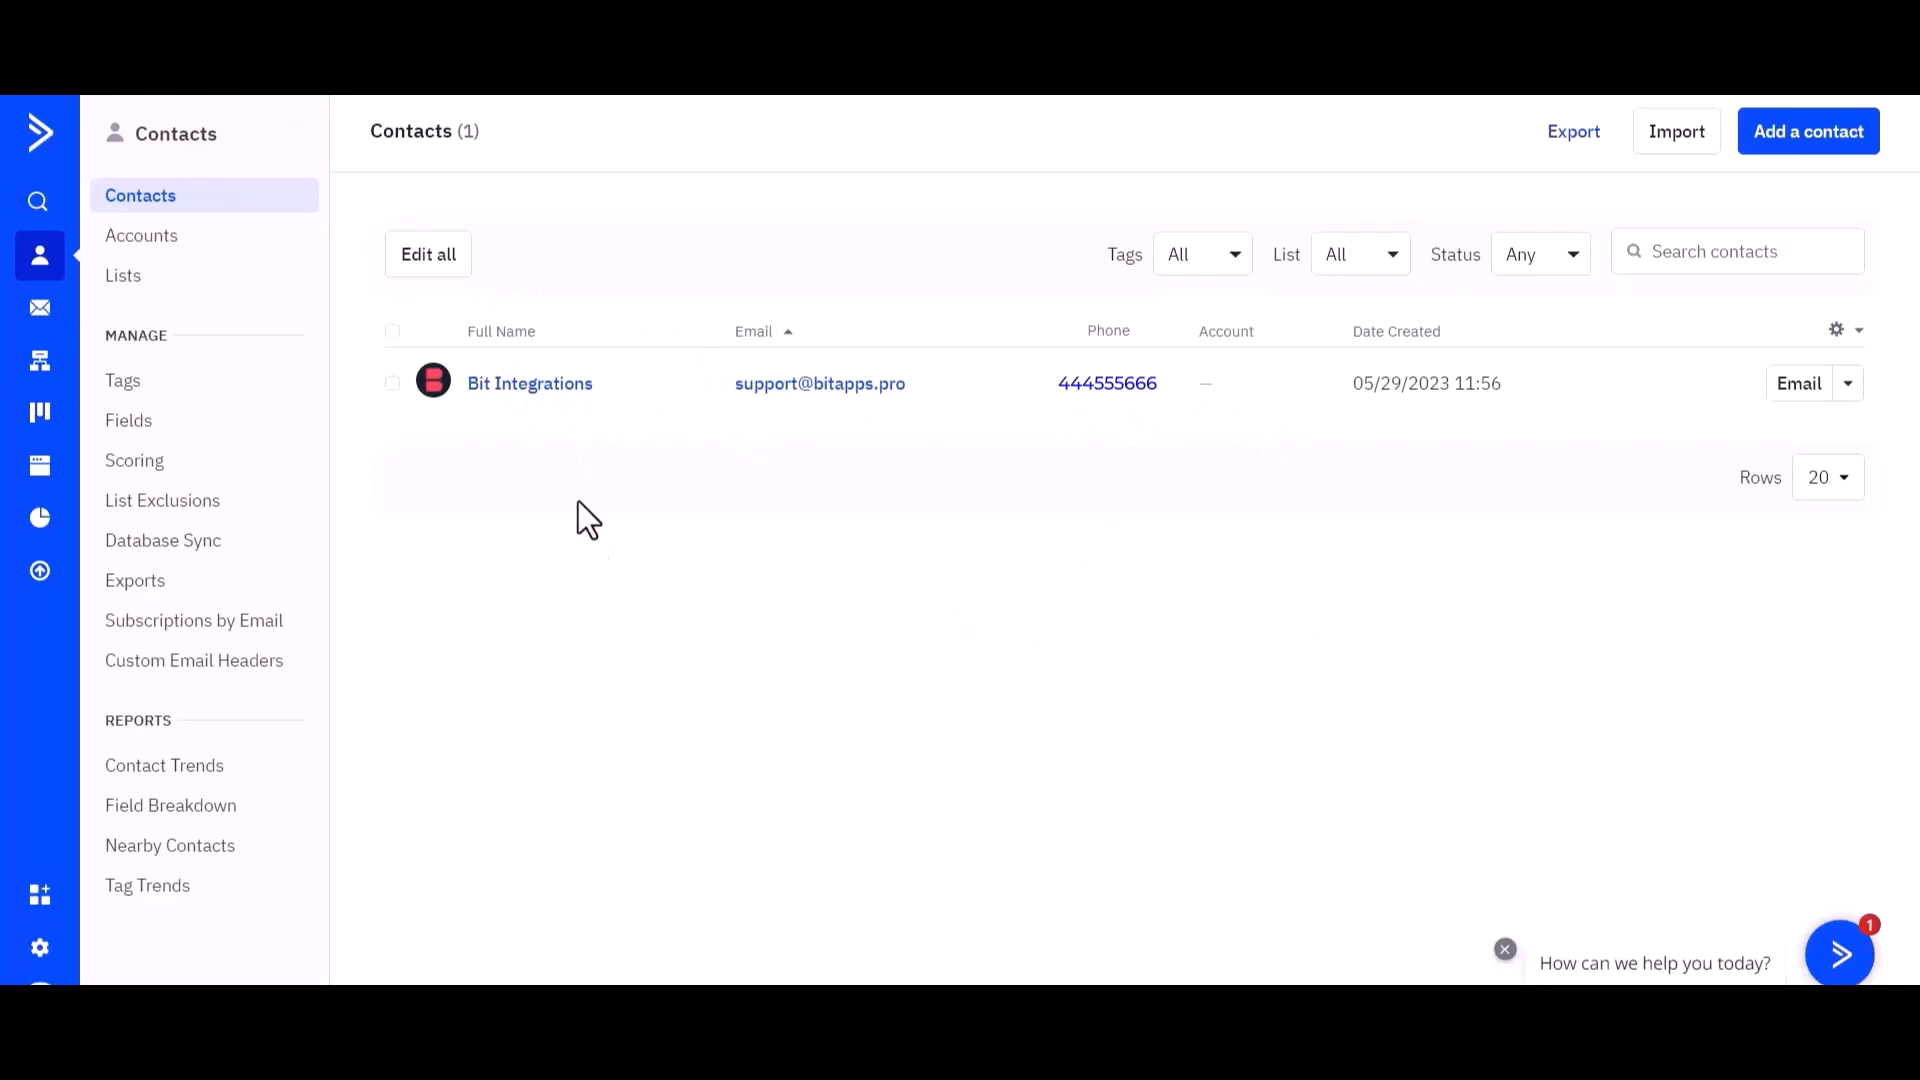 Contacts
Contacts
Accounts
Lists
MANAGE
Tags
Fields
Scoring
List Exclusions
Database Sync
Exports
Subscriptions by Email
Custom Email Headers
REPORTS
Contact Trends
Field Breakdown
Nearby Contacts
Tag Trends
Contacts (1)
Export Import Add a contact
Edit all Tags All List All Status Any Search contacts
Full Name Email Phone Account Date Created
Bit Integrations support@bitapps.pro 444555666 — 05/29/2023 11:56 Email
Rows 20
1
How can we help you today?